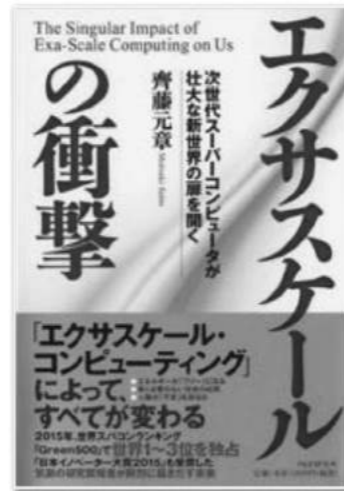 The Singular Impact of
Exa-Scale Computing on Us
エクサスケール
の衝撃
次世代スーパーコンピュータが
壮大な新世界の扉を開く
齊藤元章
Motoaki Saito
「エクサスケール・
コンピューティング」
によって、
すべてが変わる
2015年、世界スパコンランキング
「Green500」で世界1〜3位を独占
「日本イノベーター大賞2015」も受賞した